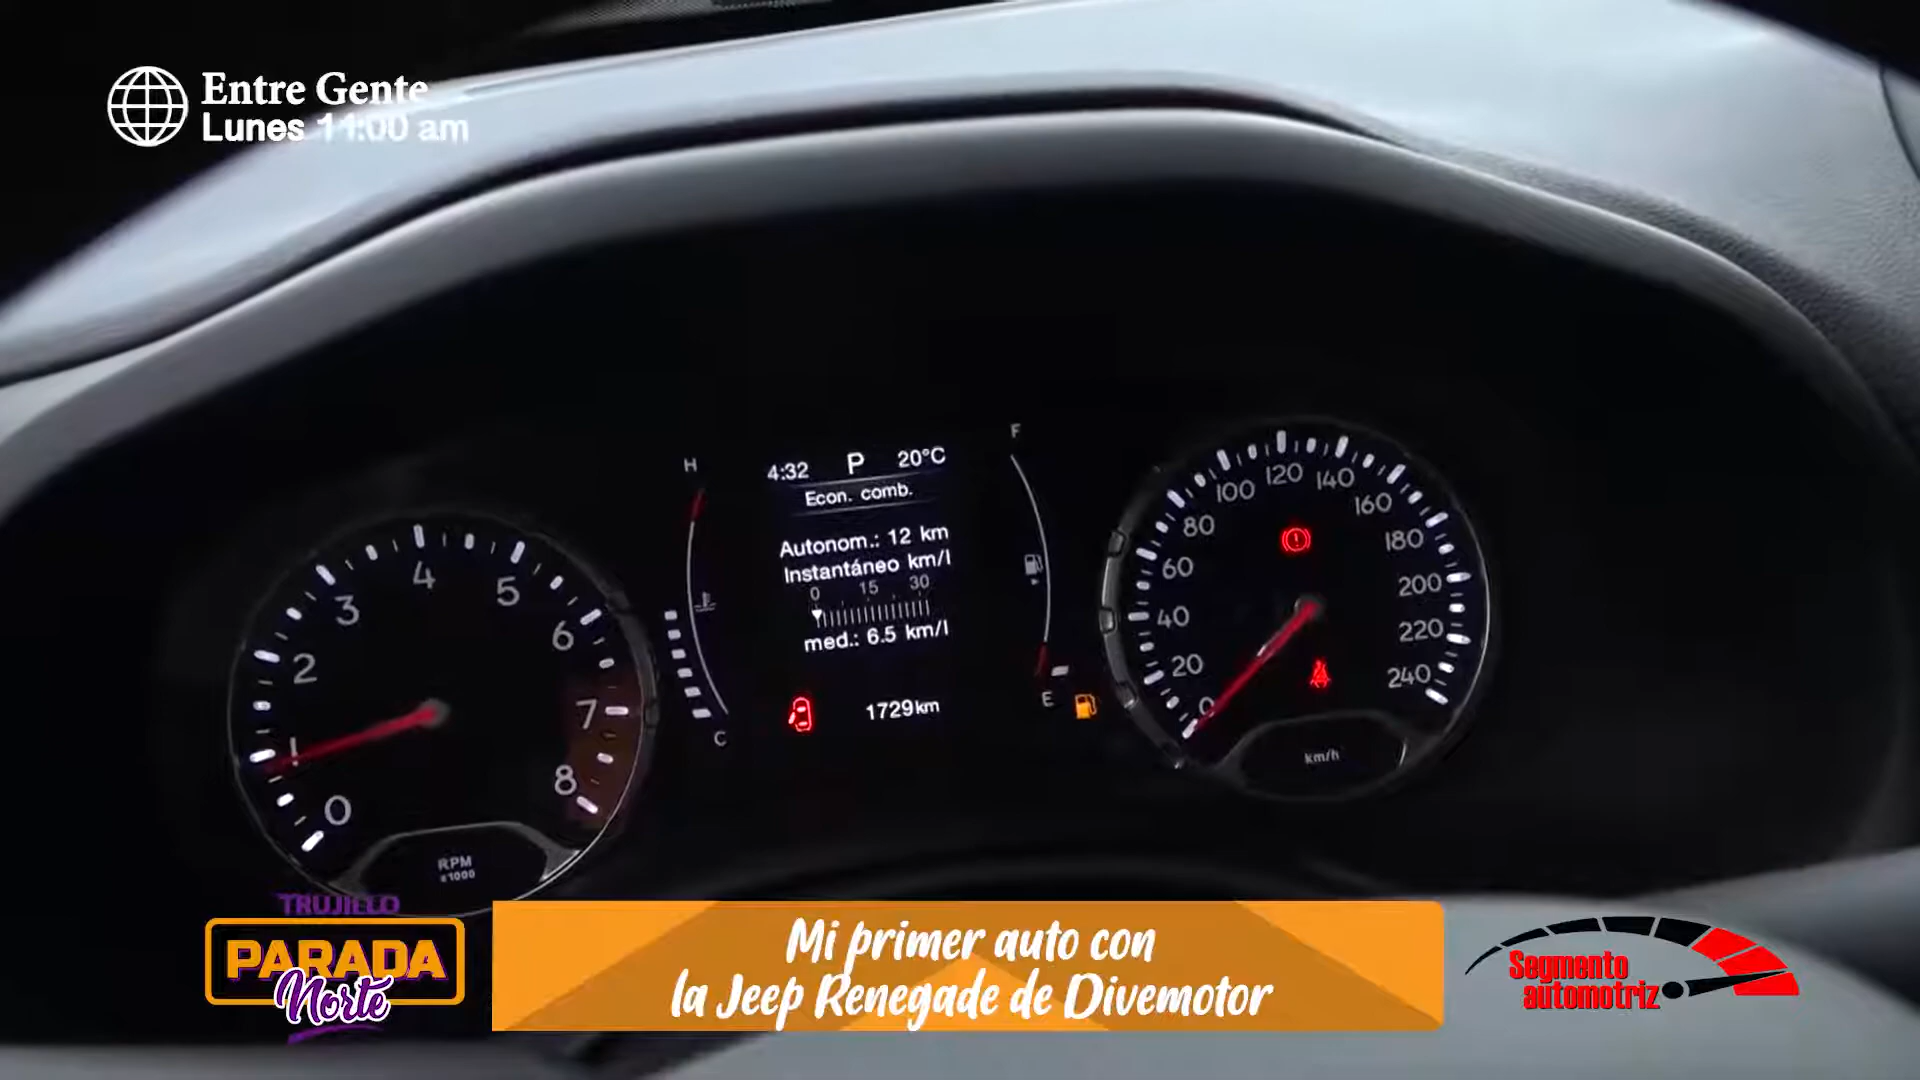 Entre Gente
Lunes 11:00 am
H
4:32 P 20°C
Econ. comb.
Autonom.: 12 km
Instantáneo km/l
0 15 30
med.: 6.5 km/l
1729km
C
F
E
0 1 2 3 4 5 6 7 8
RPM
x1000
0 20 40 60 80 100 120 140 160 180 200 220 240
km/h
TRUJILLO
PARADA
Norte
Mi primer auto con
la Jeep Renegade de Divemotor
Segmento
automotriz